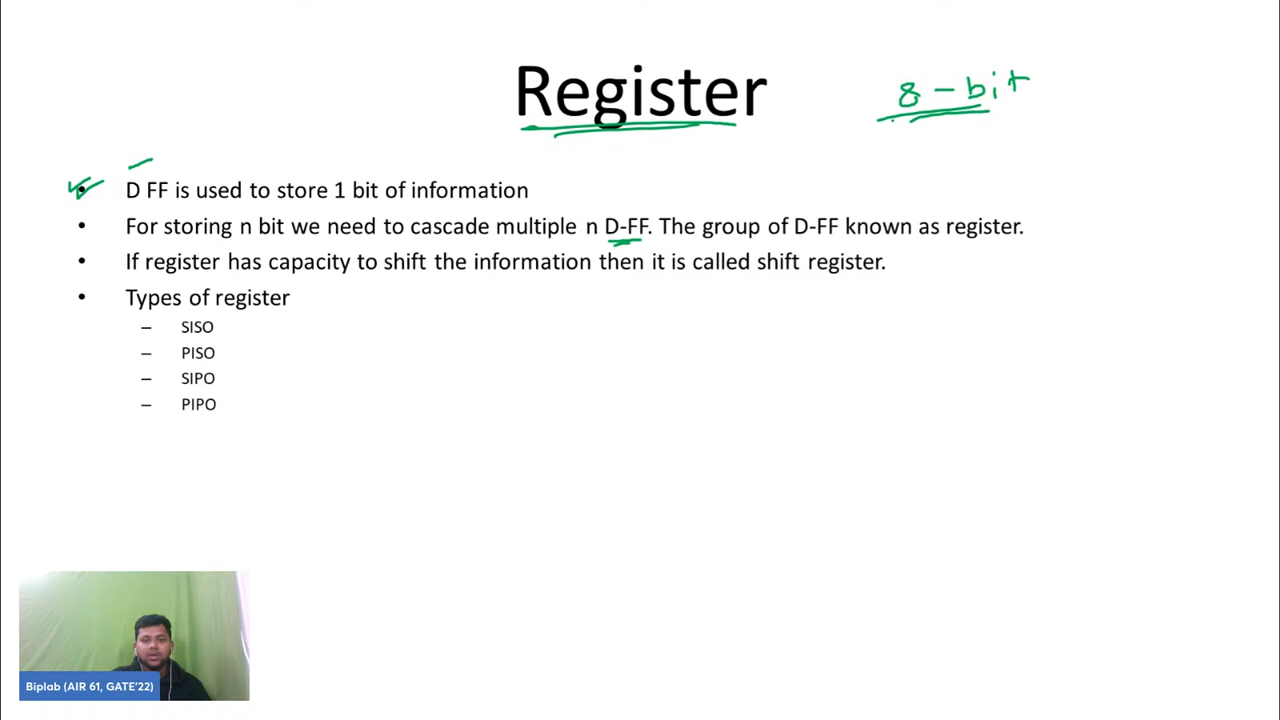 Register
8-bit
• D FF is used to store 1 bit of information
• For storing n bit we need to cascade multiple n D-FF. The group of D-FF known as register.
• If register has capacity to shift the information then it is called shift register.
• Types of register
– SISO
– PISO
– SIPO
– PIPO
Biplab (AIR 61, GATE'22)